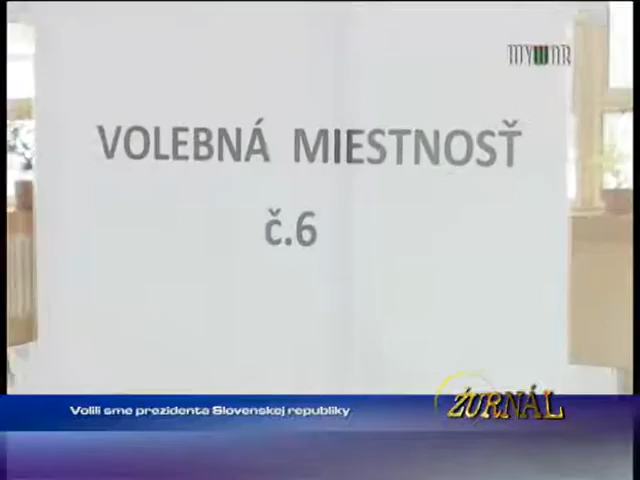 VOLEBNÁ MIESTNOSŤ
č.6
Volili sme prezidenta Slovenskej republiky
ŽURNÁL